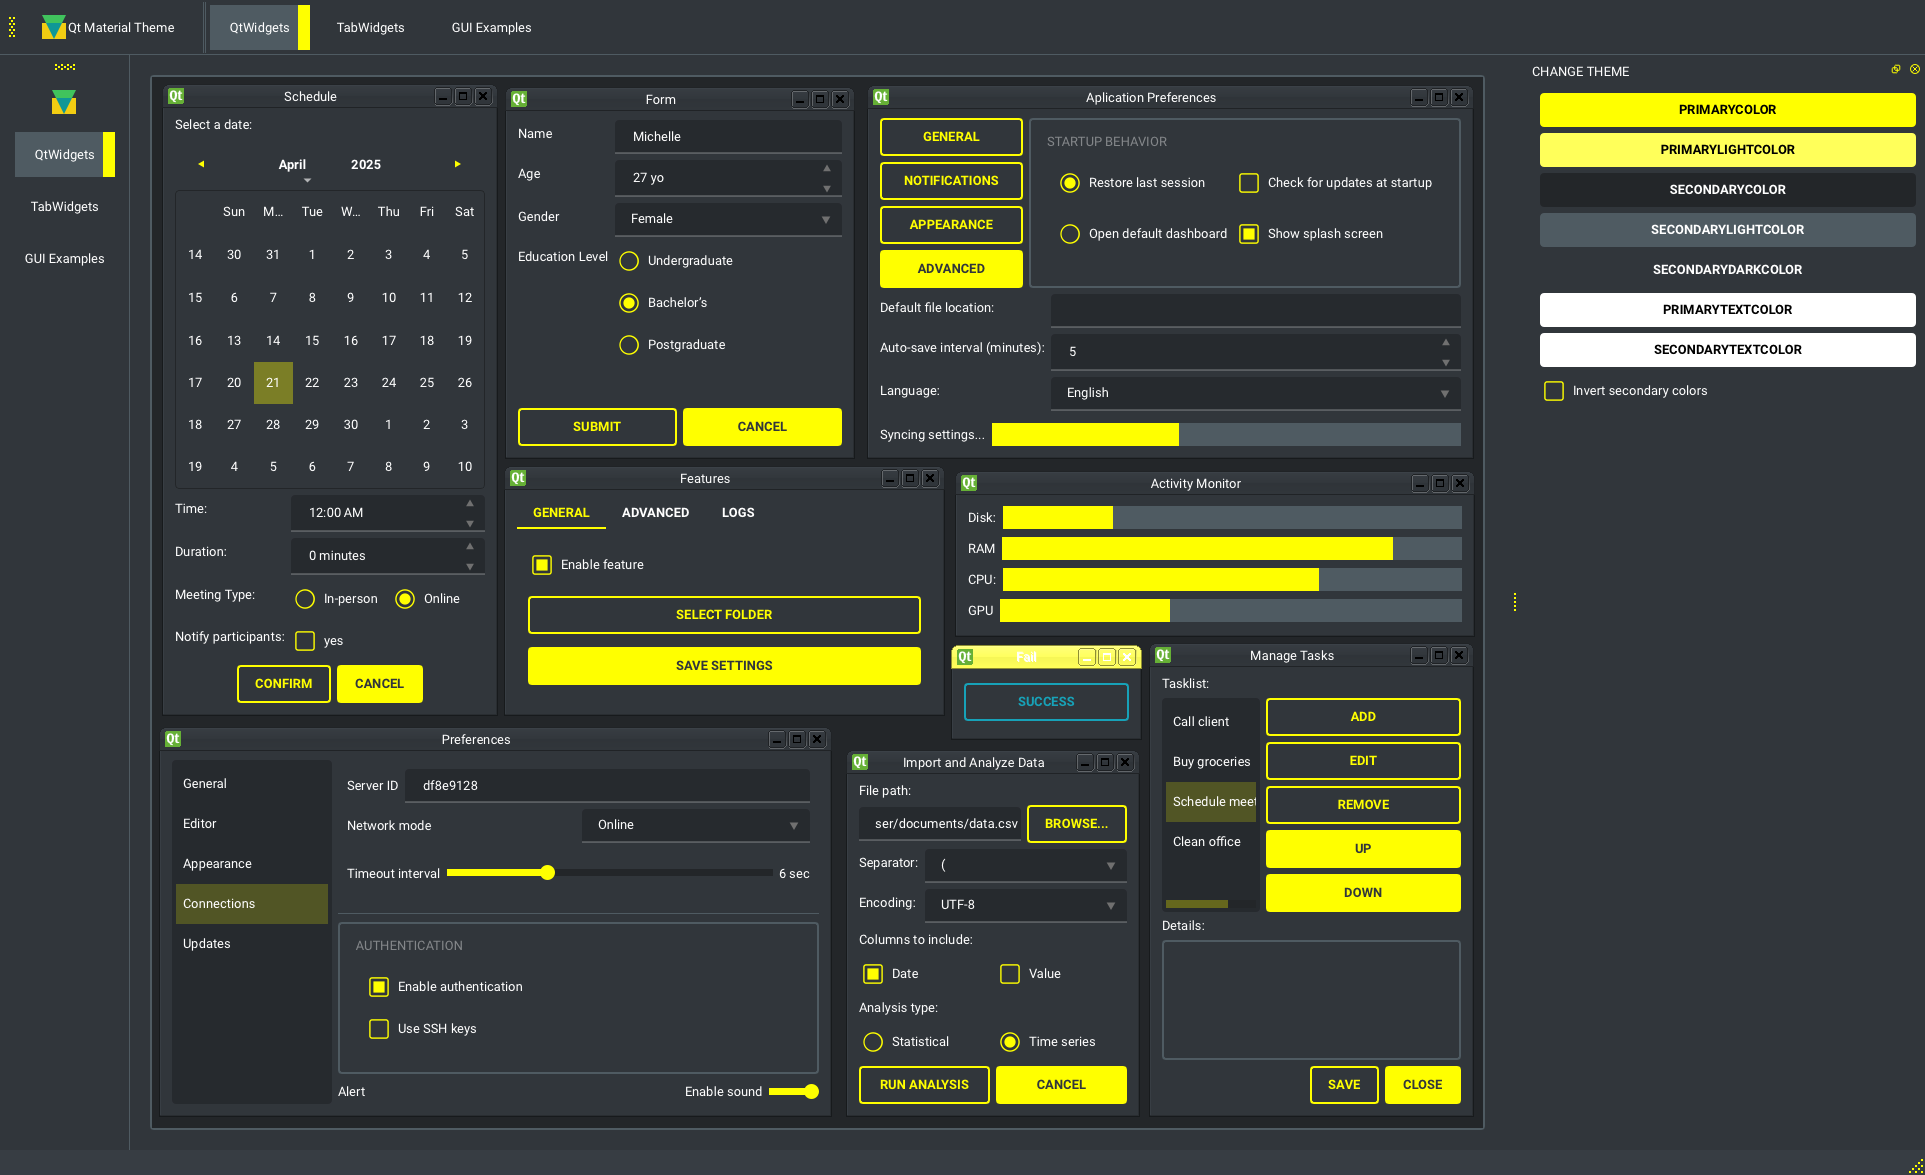 Qt Material Theme
QtWidgets
TabWidgets
GUI Examples
QtWidgets
TabWidgets
GUI Examples
Qt Schedule
Select a date:
April 2025
Sun M... Tue W... Thu Fri Sat
14 30 31 1 2 3 4 5
15 6 7 8 9 10 11 12
16 13 14 15 16 17 18 19
17 20 21 22 23 24 25 26
18 27 28 29 30 1 2 3
19 4 5 6 7 8 9 10
Time: 12:00 AM
Duration: 0 minutes
Meeting Type: In-person Online
Notify participants: yes
CONFIRM CANCEL
Qt Form
Name Michelle
Age 27 yo
Gender Female
Education Level Undergraduate
Bachelor's
Postgraduate
SUBMIT CANCEL
Qt Aplication Preferences
GENERAL
NOTIFICATIONS
APPEARANCE
ADVANCED
STARTUP BEHAVIOR
Restore last session Check for updates at startup
Open default dashboard Show splash screen
Default file location:
Auto-save interval (minutes): 5
Language: English
Syncing settings...
Qt Features
GENERAL ADVANCED LOGS
Enable feature
SELECT FOLDER
SAVE SETTINGS
Qt Activity Monitor
Disk:
RAM
CPU:
GPU
Qt Fail
SUCCESS
Qt Manage Tasks
Tasklist:
Call client
Buy groceries
Schedule meet
Clean office
ADD
EDIT
REMOVE
UP
DOWN
Details:
SAVE CLOSE
Qt Preferences
General
Editor
Appearance
Connections
Updates
Server ID df8e9128
Network mode Online
Timeout interval 6 sec
AUTHENTICATION
Enable authentication
Use SSH keys
Alert Enable sound
Qt Import and Analyze Data
File path:
ser/documents/data.csv BROWSE...
Separator: (
Encoding: UTF-8
Columns to include:
Date Value
Analysis type:
Statistical Time series
RUN ANALYSIS CANCEL
CHANGE THEME
PRIMARYCOLOR
PRIMARYLIGHTCOLOR
SECONDARYCOLOR
SECONDARYLIGHTCOLOR
SECONDARYDARKCOLOR
PRIMARYTEXTCOLOR
SECONDARYTEXTCOLOR
Invert secondary colors